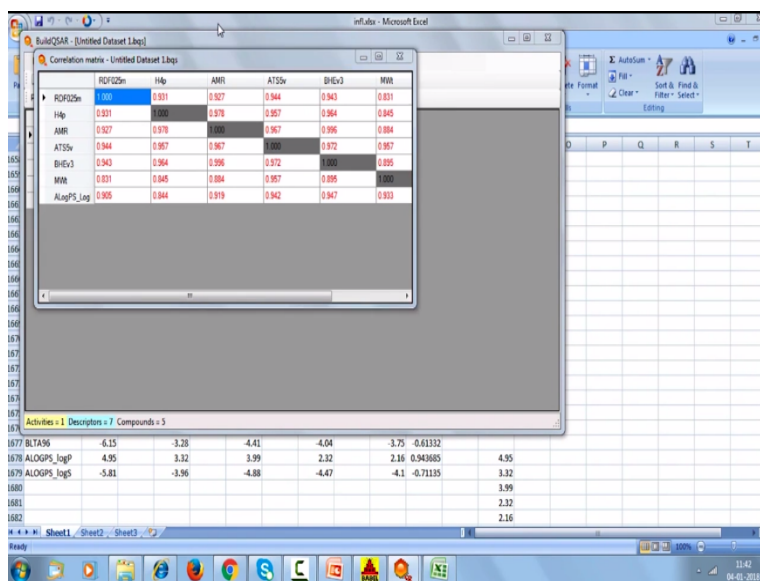 infl.xlsx - Microsoft Excel
BuildQSAR - [Untitled Dataset 1.bqs]
Correlation matrix - Untitled Dataset 1.bqs
RDF025m H4p AMR ATS5v BHEv3 MWt
RDF025m 1.000 0.931 0.927 0.944 0.943 0.831
H4p 0.931 1.000 0.978 0.957 0.964 0.845
AMR 0.927 0.978 1.000 0.967 0.996 0.884
ATS5v 0.944 0.957 0.967 1.000 0.972 0.957
BHEv3 0.943 0.964 0.996 0.972 1.000 0.895
MWt 0.831 0.845 0.884 0.957 0.895 1.000
ALogPS_Log 0.905 0.844 0.919 0.942 0.947 0.933
Format
Σ AutoSum
Fill
Clear
Sort & Filter
Find & Select
Editing
P Q R S T
Activities = 1 Descriptors = 7 Compounds = 5
1677 BLTA96 -6.15 -3.28 -4.41 -4.04 -3.75 -0.61332
1678 ALOGPS_logP 4.95 3.32 3.99 2.32 2.16 0.943685 4.95
1679 ALOGPS_logS -5.81 -3.96 -4.88 -4.47 -4.1 -0.71135 3.32
1680 3.99
1681 2.32
1682 2.16
Sheet1 Sheet2 Sheet3
Ready
100%
11:42
04-01-2018